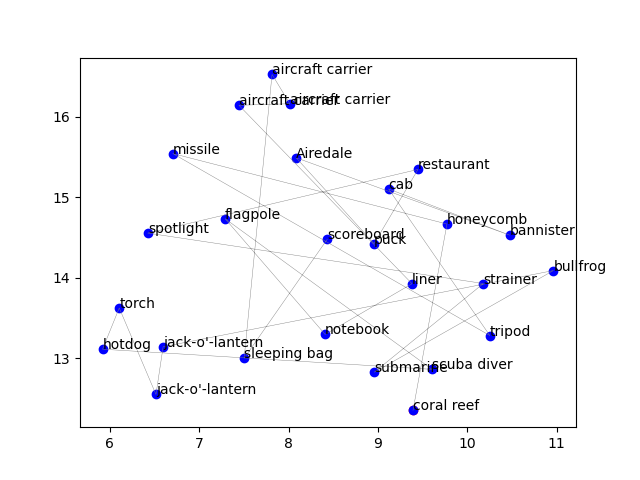 aircraft carrier
aircraft carrier
aircraft carrier
missile
Airedale
restaurant
cab
flagpole
honeycomb
spotlight
scoreboard
puck
bannister
bullfrog
liner
strainer
torch
notebook
tripod
hotdog
jack-o'-lantern
sleeping bag
submarine
scuba diver
jack-o'-lantern
coral reef
16
15
14
13
6
7
8
9
10
11